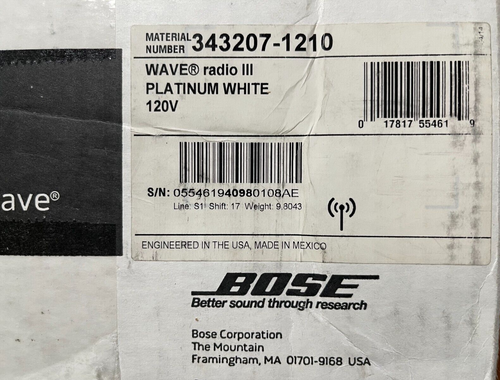 MATERIAL NUMBER 343207-1210
WAVE® radio III
PLATINUM WHITE
120V
0 17817 55461 9
S/N: 055461940980108AE
Line: S1 Shift: 17 Weight: 9.8043
ave®
ENGINEERED IN THE USA, MADE IN MEXICO
BOSE
Better sound through research
Bose Corporation
The Mountain
Framingham, MA 01701-9168 USA